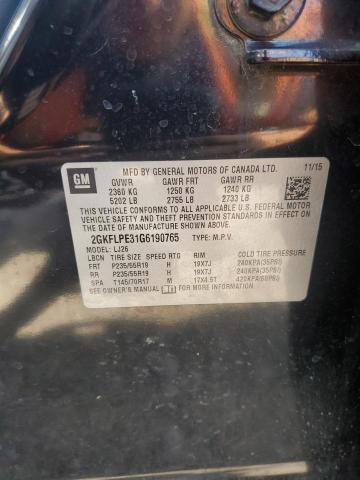 GM
MFD BY GENERAL MOTORS OF CANADA LTD. 11/15
GVWR GAWR FRT GAWR RR
2360 KG 1250 KG 1240 KG
5202 LB 2755 LB 2733 LB
THIS VEHICLE CONFORMS TO ALL APPLICABLE U.S. FEDERAL MOTOR
VEHICLE SAFETY AND THEFT PREVENTION STANDARDS IN EFFECT ON
THE DATE OF MANUFACTURE SHOWN ABOVE.
2GKFLPE31G6190765 TYPE: M.P.V.
MODEL: LJ26
LBCN TIRE SIZE SPEED RTG RIM COLD TIRE PRESSURE
FRT P235/55R19 H 19X7J 240KPA(35PSI)
RR P235/55R19 H 19X7J 240KPA(35PSI)
SPA T145/70R17 M 17X4.5T 420KPA(60PSI)
SEE OWNER'S MANUAL FOR MORE INFORMATION.